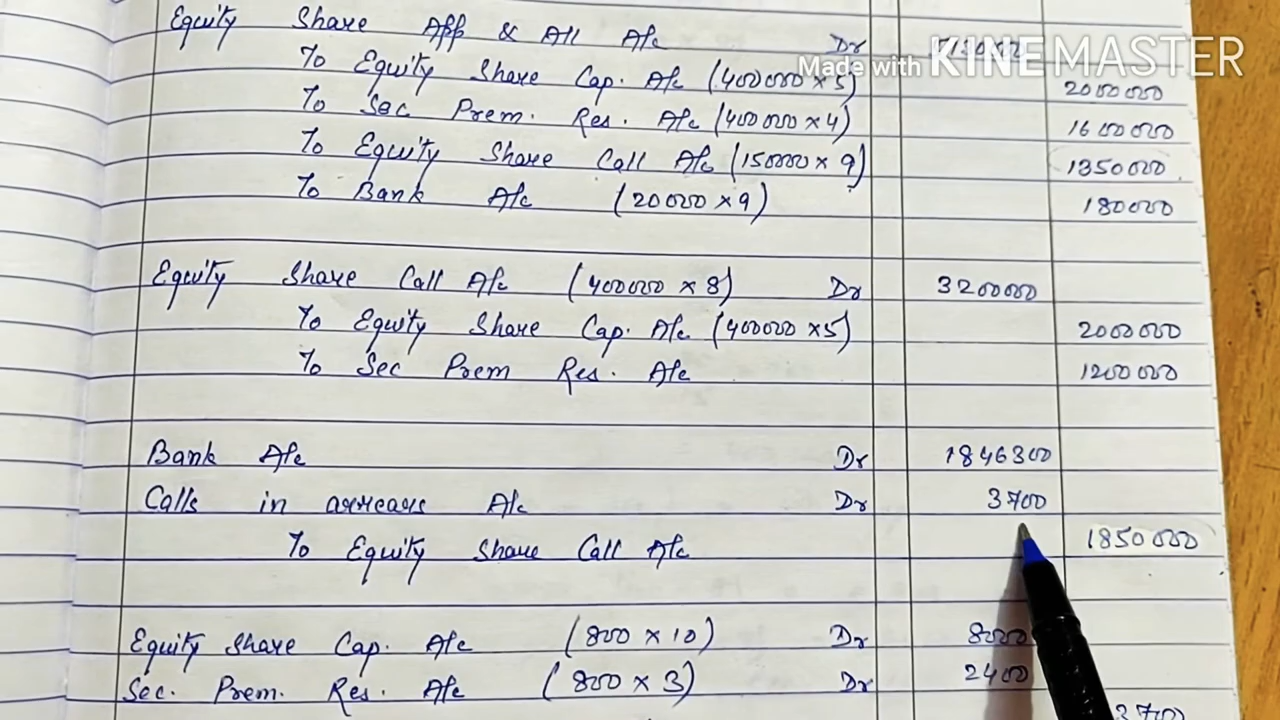 Equity Share App & All A/c Dr
Made with KINEMASTER
To Equity Share Cap. A/c (400000 × 5) 2000000
To Sec Prem. Res. A/c (400000 × 4) 1600000
To Equity Share Call A/c (150000 × 9) 1350000
To Bank A/c (20000 × 9) 180000
Equity Share Call A/c (400000 × 8) Dr 3200000
To Equity Share Cap. A/c (400000 × 5) 2000000
To Sec Prem Res. A/c 1200000
Bank A/c Dr 1846300
Calls in arrears A/c Dr 3700
To Equity Share Call A/c 1850000
Equity Share Cap. A/c (800 × 10) Dr 8000
Sec. Prem. Res. A/c (800 × 3) Dr 2400
3700